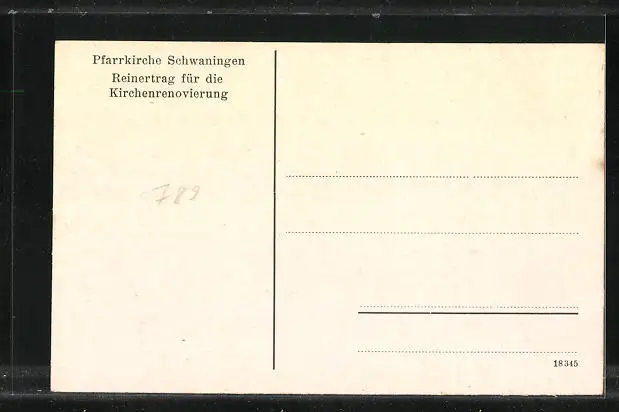 Pfarrkirche Schwaningen
Reinertrag für die
Kirchenrenovierung
789
18345